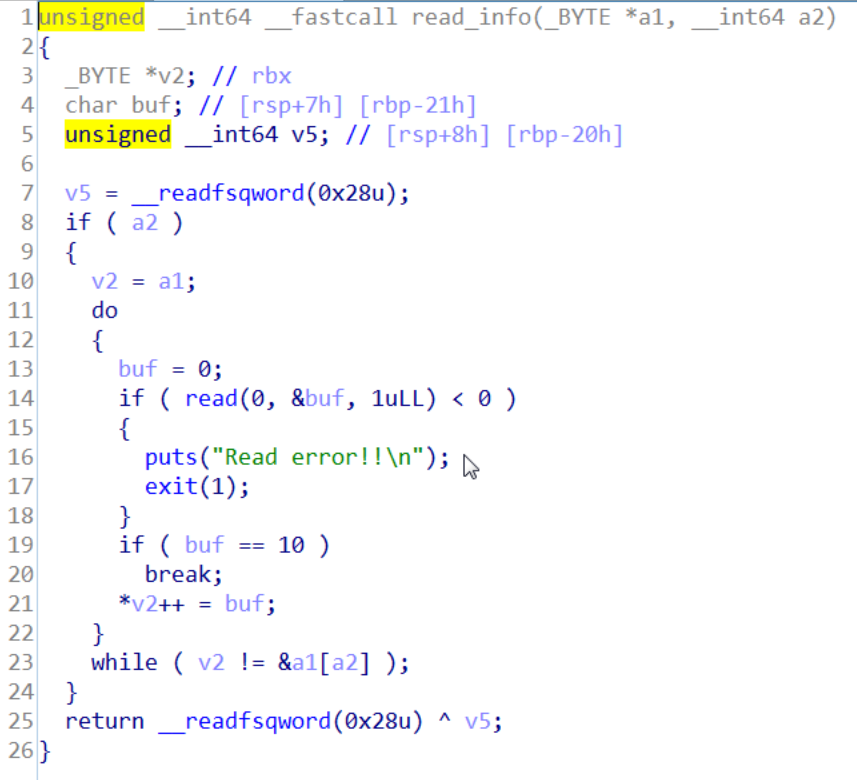 1 unsigned __int64 __fastcall read_info(_BYTE *a1, __int64 a2)
2 {
3   _BYTE *v2; // rbx
4   char buf; // [rsp+7h] [rbp-21h]
5   unsigned __int64 v5; // [rsp+8h] [rbp-20h]
6
7   v5 = __readfsqword(0x28u);
8   if ( a2 )
9   {
10     v2 = a1;
11     do
12     {
13       buf = 0;
14       if ( read(0, &buf, 1uLL) < 0 )
15       {
16         puts("Read error!!\n");
17         exit(1);
18       }
19       if ( buf == 10 )
20         break;
21       *v2++ = buf;
22     }
23     while ( v2 != &a1[a2] );
24   }
25   return __readfsqword(0x28u) ^ v5;
26 }